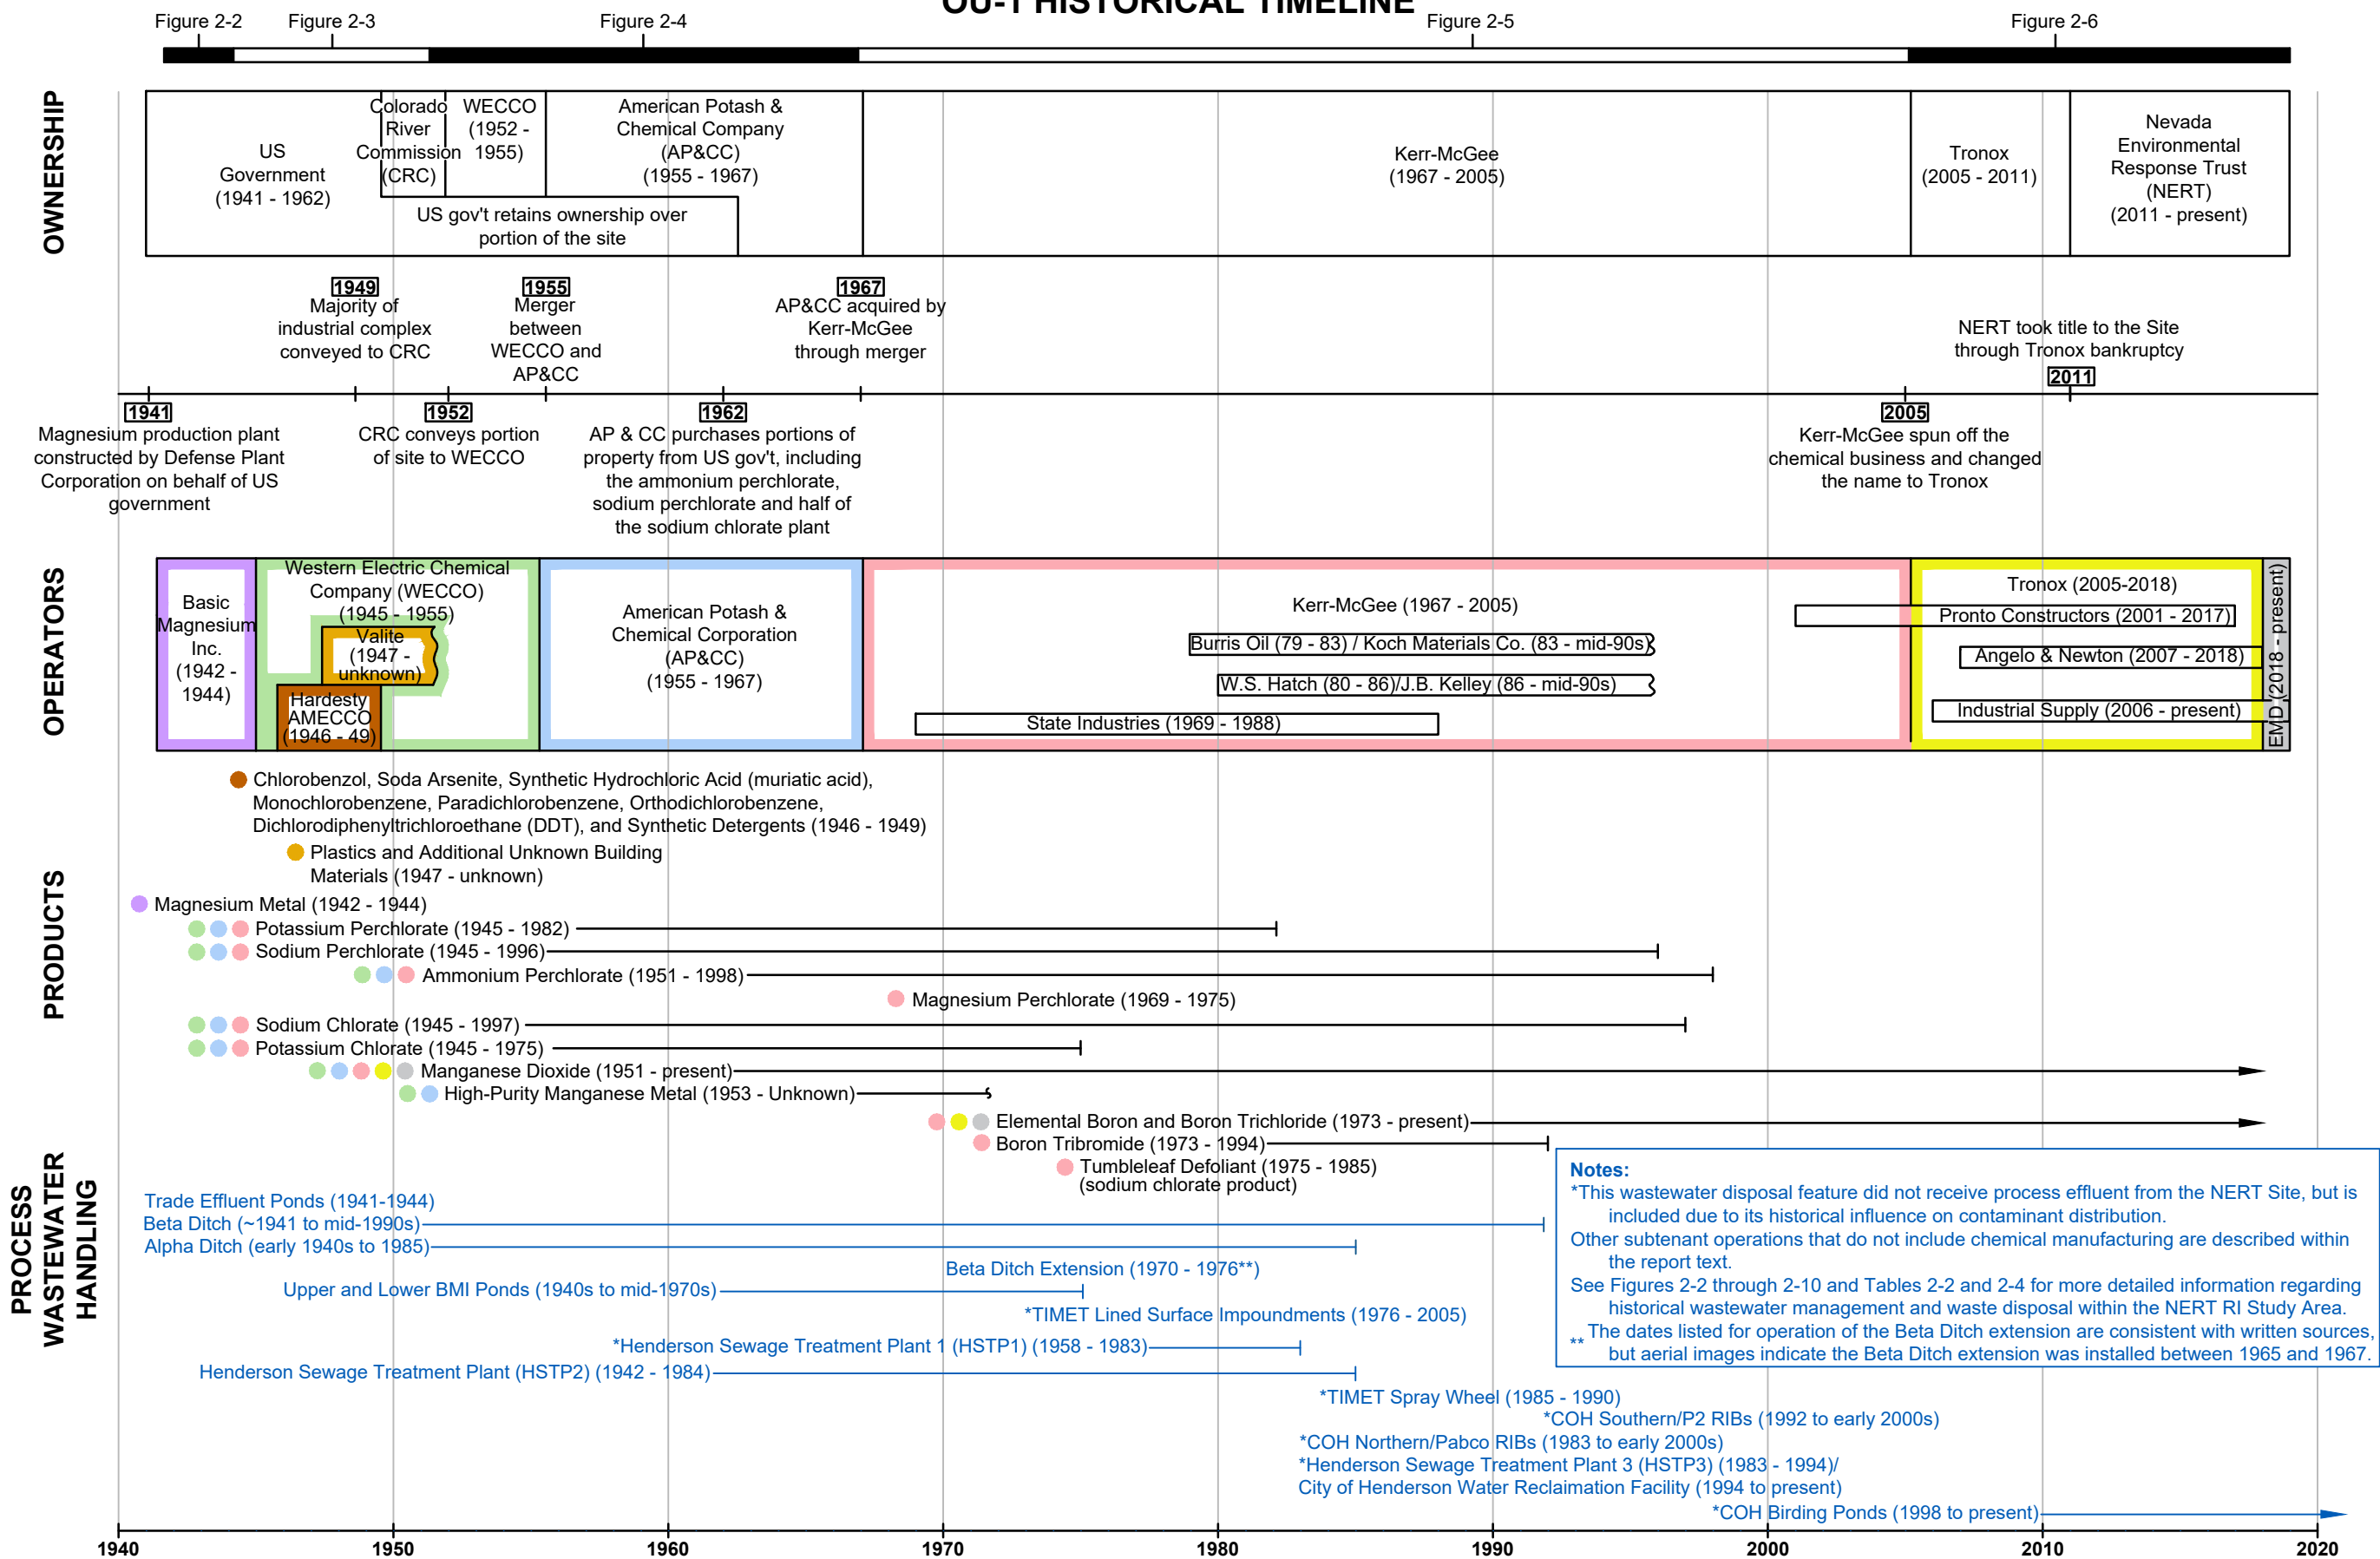 OU-1 HISTORICAL TIMELINE
Figure 2-2
Figure 2-3
Figure 2-4
Figure 2-5
Figure 2-6
OWNERSHIP
US
Government
(1941 - 1962)
Colorado
River
Commission
(CRC)
WECCO
(1952 -
1955)
American Potash &
Chemical Company
(AP&CC)
(1955 - 1967)
US gov't retains ownership over
portion of the site
Kerr-McGee
(1967 - 2005)
Tronox
(2005 - 2011)
Nevada
Environmental
Response Trust
(NERT)
(2011 - present)
1949
Majority of
industrial complex
conveyed to CRC
1955
Merger
between
WECCO and
AP&CC
1967
AP&CC acquired by
Kerr-McGee
through merger
NERT took title to the Site
through Tronox bankruptcy
2011
1941
Magnesium production plant
constructed by Defense Plant
Corporation on behalf of US
government
1952
CRC conveys portion
of site to WECCO
1962
AP & CC purchases portions of
property from US gov't, including
the ammonium perchlorate,
sodium perchlorate and half of
the sodium chlorate plant
2005
Kerr-McGee spun off the
chemical business and changed
the name to Tronox
OPERATORS
Basic
Magnesium
Inc.
(1942 -
1944)
Western Electric Chemical
Company (WECCO)
(1945 - 1955)
Valite
(1947 -
unknown)
Hardesty
AMECCO
(1946 - 49)
American Potash &
Chemical Corporation
(AP&CC)
(1955 - 1967)
Kerr-McGee (1967 - 2005)
Burris Oil (79 - 83) / Koch Materials Co. (83 - mid-90s)
W.S. Hatch (80 - 86)/J.B. Kelley (86 - mid-90s)
State Industries (1969 - 1988)
Tronox (2005-2018)
Pronto Constructors (2001 - 2017)
Angelo & Newton (2007 - 2018)
Industrial Supply (2006 - present)
EMD (2018 - present)
PRODUCTS
Chlorobenzol, Soda Arsenite, Synthetic Hydrochloric Acid (muriatic acid),
Monochlorobenzene, Paradichlorobenzene, Orthodichlorobenzene,
Dichlorodiphenyltrichloroethane (DDT), and Synthetic Detergents (1946 - 1949)
Plastics and Additional Unknown Building
Materials (1947 - unknown)
Magnesium Metal (1942 - 1944)
Potassium Perchlorate (1945 - 1982)
Sodium Perchlorate (1945 - 1996)
Ammonium Perchlorate (1951 - 1998)
Magnesium Perchlorate (1969 - 1975)
Sodium Chlorate (1945 - 1997)
Potassium Chlorate (1945 - 1975)
Manganese Dioxide (1951 - present)
High-Purity Manganese Metal (1953 - Unknown)
Elemental Boron and Boron Trichloride (1973 - present)
Boron Tribromide (1973 - 1994)
Tumbleleaf Defoliant (1975 - 1985)
(sodium chlorate product)
PROCESS
WASTEWATER
HANDLING
Trade Effluent Ponds (1941-1944)
Beta Ditch (~1941 to mid-1990s)
Alpha Ditch (early 1940s to 1985)
Beta Ditch Extension (1970 - 1976**)
Upper and Lower BMI Ponds (1940s to mid-1970s)
*TIMET Lined Surface Impoundments (1976 - 2005)
*Henderson Sewage Treatment Plant 1 (HSTP1) (1958 - 1983)
Henderson Sewage Treatment Plant (HSTP2) (1942 - 1984)
*TIMET Spray Wheel (1985 - 1990)
*COH Southern/P2 RIBs (1992 to early 2000s)
*COH Northern/Pabco RIBs (1983 to early 2000s)
*Henderson Sewage Treatment Plant 3 (HSTP3) (1983 - 1994)/
City of Henderson Water Reclaimation Facility (1994 to present)
*COH Birding Ponds (1998 to present)
Notes:
*This wastewater disposal feature did not receive process effluent from the NERT Site, but is
included due to its historical influence on contaminant distribution.
Other subtenant operations that do not include chemical manufacturing are described within
the report text.
See Figures 2-2 through 2-10 and Tables 2-2 and 2-4 for more detailed information regarding
historical wastewater management and waste disposal within the NERT RI Study Area.
** The dates listed for operation of the Beta Ditch extension are consistent with written sources,
but aerial images indicate the Beta Ditch extension was installed between 1965 and 1967.
1940
1950
1960
1970
1980
1990
2000
2010
2020